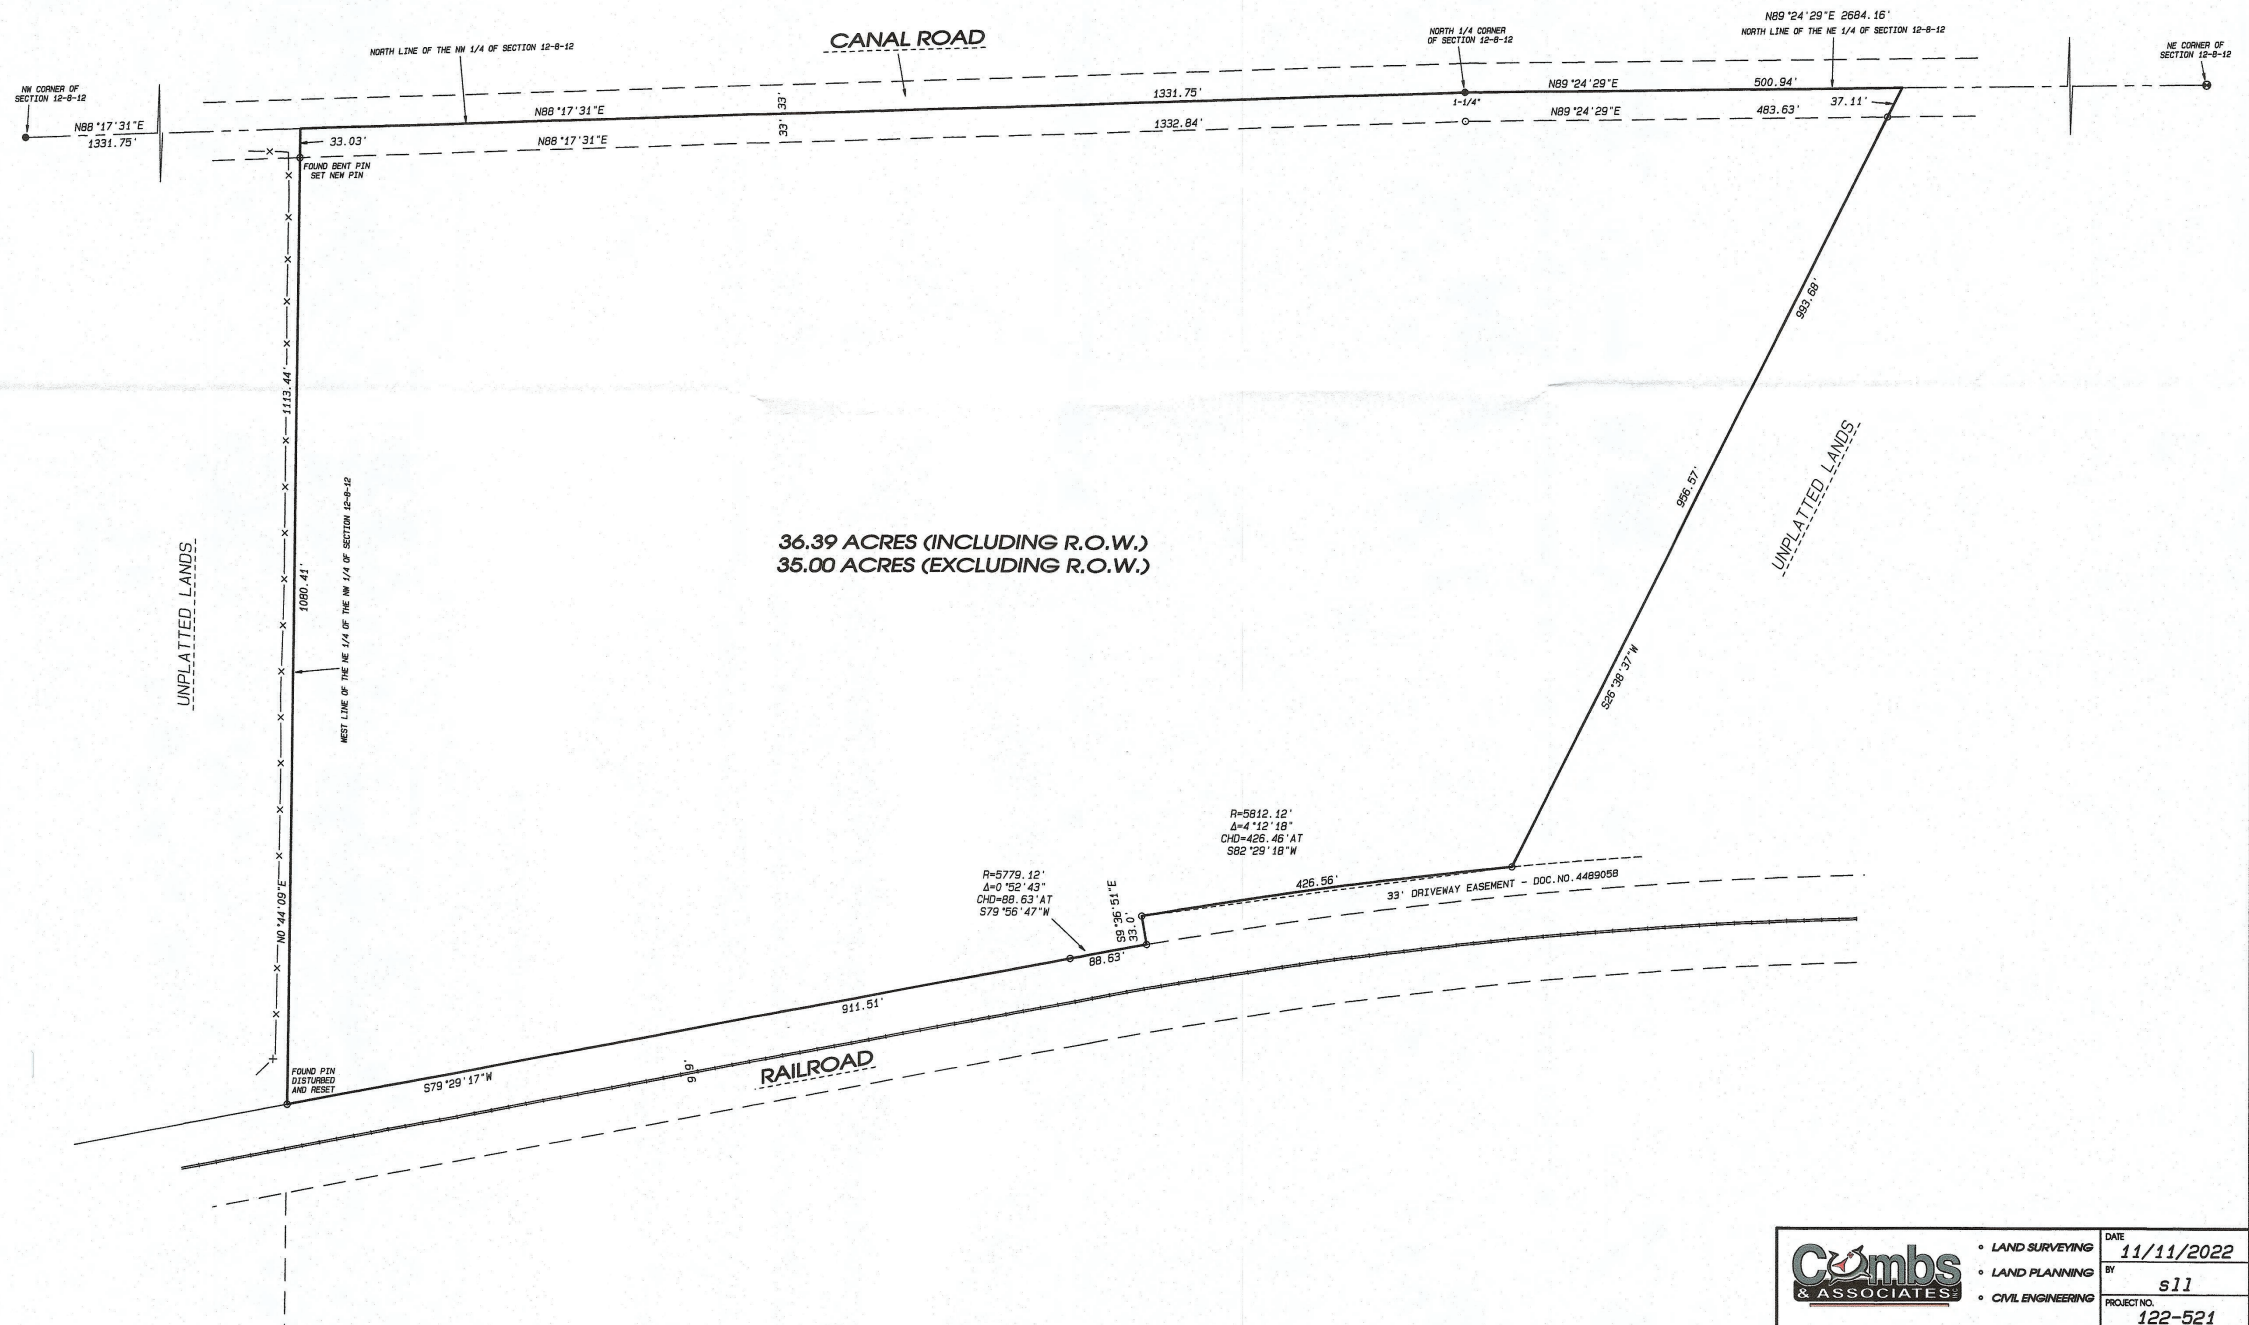 N89°24'29"E 2684.16'
NORTH LINE OF THE NE 1/4 OF SECTION 12-8-12
NORTH 1/4 CORNER
OF SECTION 12-8-12
CANAL ROAD
NORTH LINE OF THE NW 1/4 OF SECTION 12-8-12
NE CORNER OF
SECTION 12-8-12
NW CORNER OF
SECTION 12-8-12
N88°17'31"E
1331.75'
N88°17'31"E
33'
33'
1331.75'
N89°24'29"E
500.94'
1-1/4"
37.11'
33.03'
N88°17'31"E
1332.84'
N89°24'29"E
483.63'
FOUND BENT PIN
SET NEW PIN
993.68'
1113.44'
956.57'
UNPLATTED LANDS
WEST LINE OF THE NE 1/4 OF THE NW 1/4 OF SECTION 12-8-12
1080.41'
UNPLATTED LANDS
36.39 ACRES (INCLUDING R.O.W.)
35.00 ACRES (EXCLUDING R.O.W.)
S26°38'37"W
R=5812.12'
Δ=4°12'18"
CHD=426.46'AT
S82°29'18"W
R=5779.12'
Δ=0°52'43"
CHD=88.63'AT
S79°56'47"W
S9°36'51"E
33.0'
426.56'
33' DRIVEWAY EASEMENT - DOC.NO.4489058
N0°44'09"E
88.63'
911.51'
FOUND PIN
DISTURBED
AND RESET
S79°29'17"W
RAILROAD
Combs
& ASSOCIATES INC
° LAND SURVEYING
° LAND PLANNING
° CIVIL ENGINEERING
DATE
11/11/2022
BY
sll
PROJECT NO.
122-521